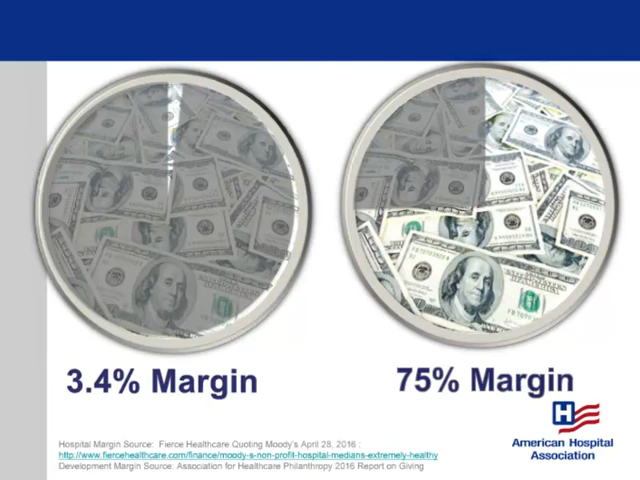 3.4% Margin
75% Margin
Hospital Margin Source: Fierce Healthcare Quoting Moody's April 28, 2016 :
http://www.fiercehealthcare.com/finance/moody-s-non-profit-hospital-medians-extremely-healthy
Development Margin Source: Association for Healthcare Philanthropy 2016 Report on Giving
H
American Hospital
Association